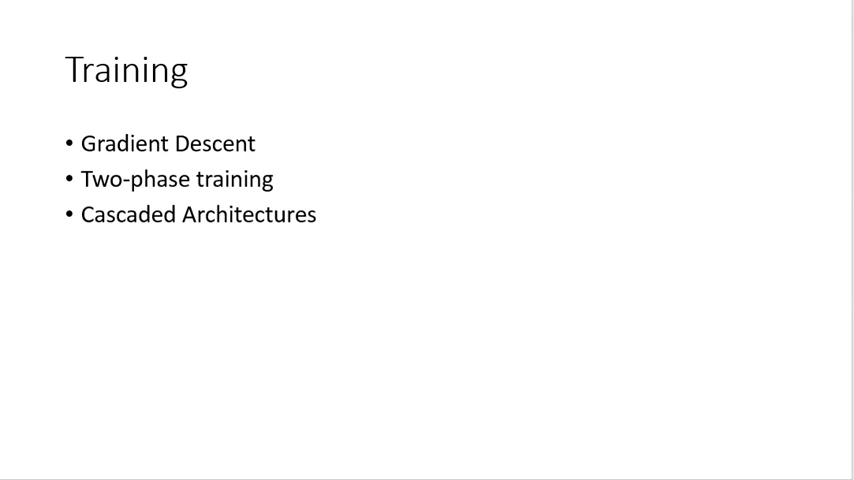 Training
• Gradient Descent
• Two-phase training
• Cascaded Architectures